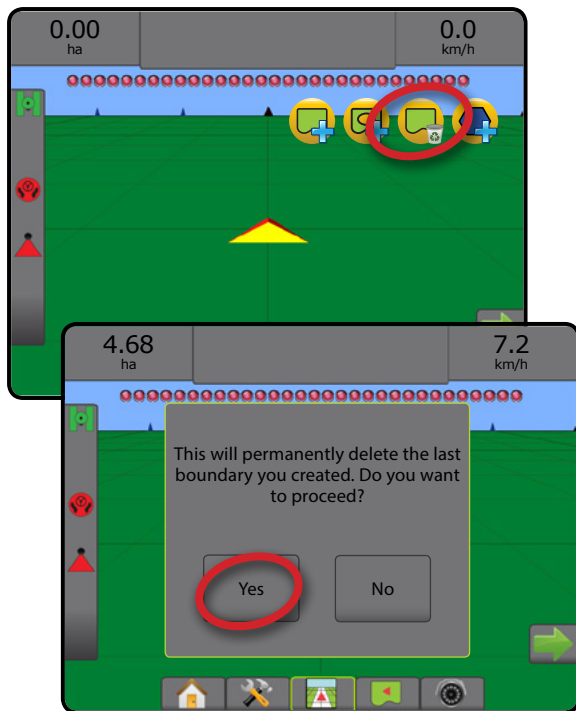 0.00
ha
0.0
km/h
4.68
ha
7.2
km/h
This will permanently delete the last
boundary you created. Do you want
to proceed?
Yes
No